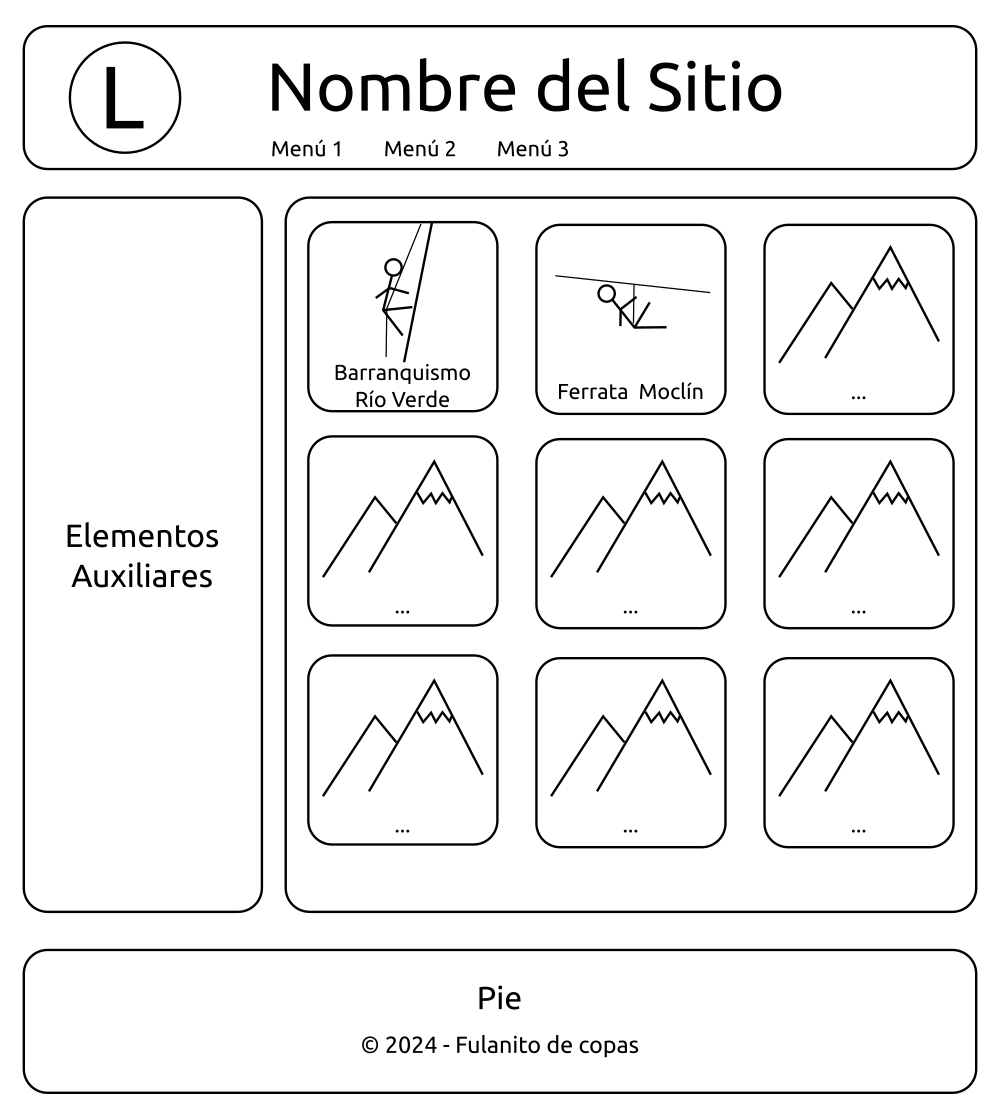 L
Nombre del Sitio
Menú 1 Menú 2 Menú 3
Elementos
Auxiliares
Barranquismo
Río Verde
Ferrata Moclín
...
...
...
...
...
...
...
Pie
© 2024 - Fulanito de copas